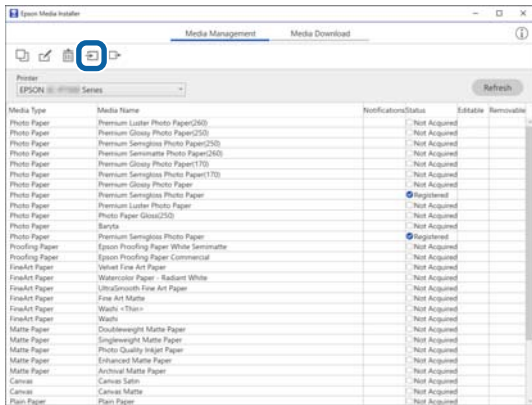 Epson Media Installer
Media Management Media Download
Printer
EPSON Series
Refresh
Media Type Media Name Notifications Status Editable Removable
Photo Paper Premium Luster Photo Paper(260) Not Acquired
Photo Paper Premium Glossy Photo Paper(250) Not Acquired
Photo Paper Premium Semigloss Photo Paper(250) Not Acquired
Photo Paper Premium Semimatte Photo Paper(260) Not Acquired
Photo Paper Premium Glossy Photo Paper(170) Not Acquired
Photo Paper Premium Semigloss Photo Paper(170) Not Acquired
Photo Paper Premium Glossy Photo Paper Not Acquired
Photo Paper Premium Semigloss Photo Paper Registered
Photo Paper Premium Luster Photo Paper Not Acquired
Photo Paper Photo Paper Gloss(250) Not Acquired
Photo Paper Baryta Not Acquired
Photo Paper Premium Semigloss Photo Paper Registered
Proofing Paper Epson Proofing Paper White Semimatte Not Acquired
Proofing Paper Epson Proofing Paper Commercial Not Acquired
FineArt Paper Velvet Fine Art Paper Not Acquired
FineArt Paper Watercolor Paper - Radiant White Not Acquired
FineArt Paper UltraSmooth Fine Art Paper Not Acquired
FineArt Paper Fine Art Matte Not Acquired
FineArt Paper Washi <Thin> Not Acquired
FineArt Paper Washi Not Acquired
Matte Paper Doubleweight Matte Paper Not Acquired
Matte Paper Singleweight Matte Paper Not Acquired
Matte Paper Photo Quality Inkjet Paper Not Acquired
Matte Paper Enhanced Matte Paper Not Acquired
Matte Paper Archival Matte Paper Not Acquired
Canvas Canvas Satin Not Acquired
Canvas Canvas Matte Not Acquired
Plain Paper Plain Paper Not Acquired